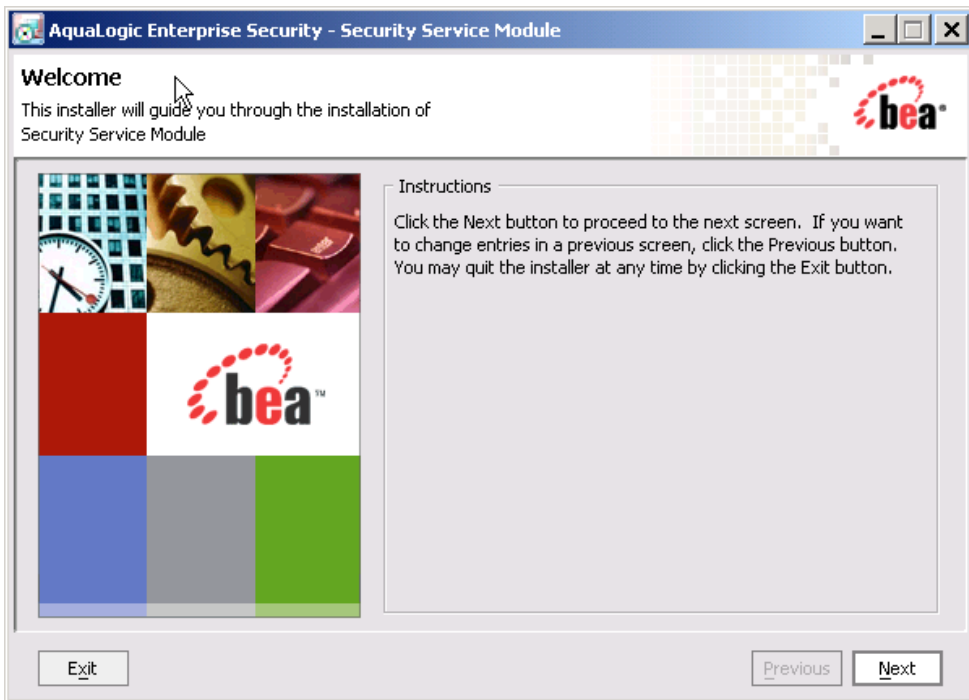 AquaLogic Enterprise Security - Security Service Module
Welcome
This installer will guide you through the installation of
Security Service Module
bea
Instructions
Click the Next button to proceed to the next screen. If you want
to change entries in a previous screen, click the Previous button.
You may quit the installer at any time by clicking the Exit button.
enter
bea™
Exit
Previous
Next